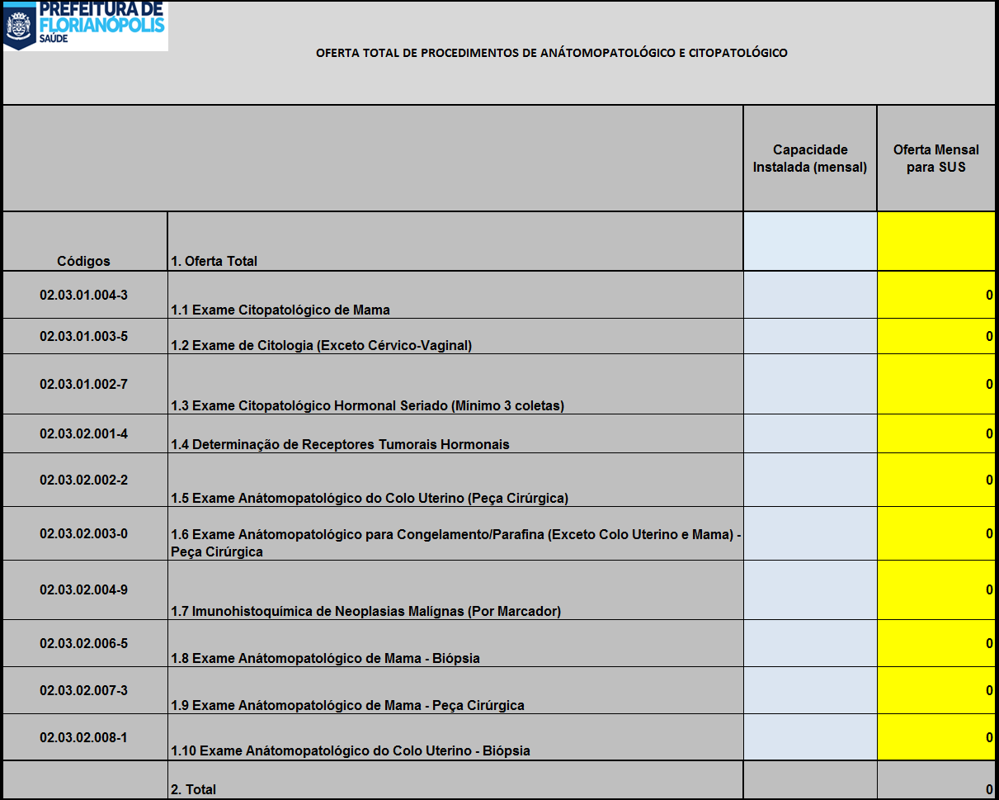 PREFEITURA DE
FLORIANÓPOLIS
SAÚDE
OFERTA TOTAL DE PROCEDIMENTOS DE ANÁTOMOPATOLÓGICO E CITOPATOLÓGICO
Capacidade
Instalada (mensal)
Oferta Mensal
para SUS
Códigos
1. Oferta Total
02.03.01.004-3
1.1 Exame Citopatológico de Mama
0
02.03.01.003-5
1.2 Exame de Citologia (Exceto Cérvico-Vaginal)
0
02.03.01.002-7
1.3 Exame Citopatológico Hormonal Seriado (Mínimo 3 coletas)
0
02.03.02.001-4
1.4 Determinação de Receptores Tumorais Hormonais
0
02.03.02.002-2
1.5 Exame Anátomopatológico do Colo Uterino (Peça Cirúrgica)
0
02.03.02.003-0
1.6 Exame Anátomopatológico para Congelamento/Parafina (Exceto Colo Uterino e Mama) -
Peça Cirúrgica
0
02.03.02.004-9
1.7 Imunohistoquímica de Neoplasias Malígnas (Por Marcador)
0
02.03.02.006-5
1.8 Exame Anátomopatológico de Mama - Biópsia
0
02.03.02.007-3
1.9 Exame Anátomopatológico de Mama - Peça Cirúrgica
0
02.03.02.008-1
1.10 Exame Anátomopatológico do Colo Uterino - Biópsia
0
2. Total
0